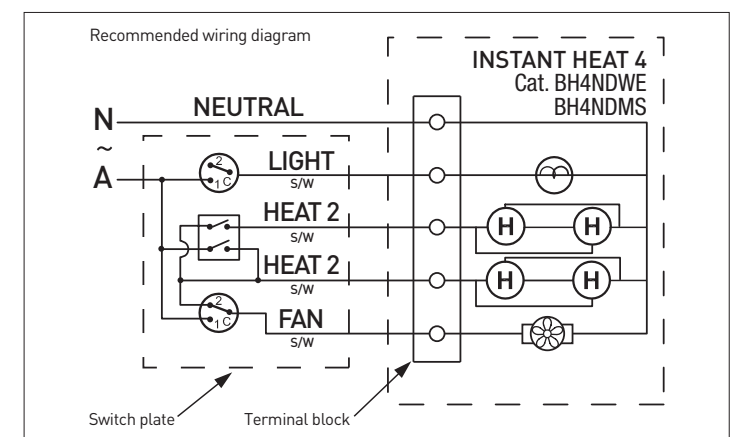 Recommended wiring diagram
INSTANT HEAT 4
Cat. BH4NDWE
BH4NDMS
N
NEUTRAL
~
A
2
1 C
LIGHT
S/W
HEAT 2
S/W
H
H
HEAT 2
S/W
H
H
2
1 C
FAN
S/W
Switch plate
Terminal block